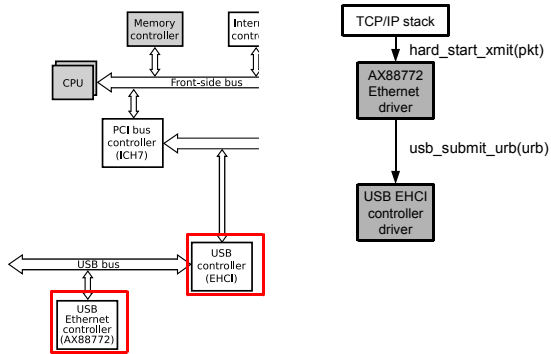 Memory
controller
Inter
contr
CPU
Front-side bus
PCI bus
controller
(ICH7)
USB
controller
(EHCI)
USB bus
USB
Ethernet
controller
(AX88772)
TCP/IP stack
hard_start_xmit(pkt)
AX88772
Ethernet
driver
usb_submit_urb(urb)
USB EHCI
controller
driver